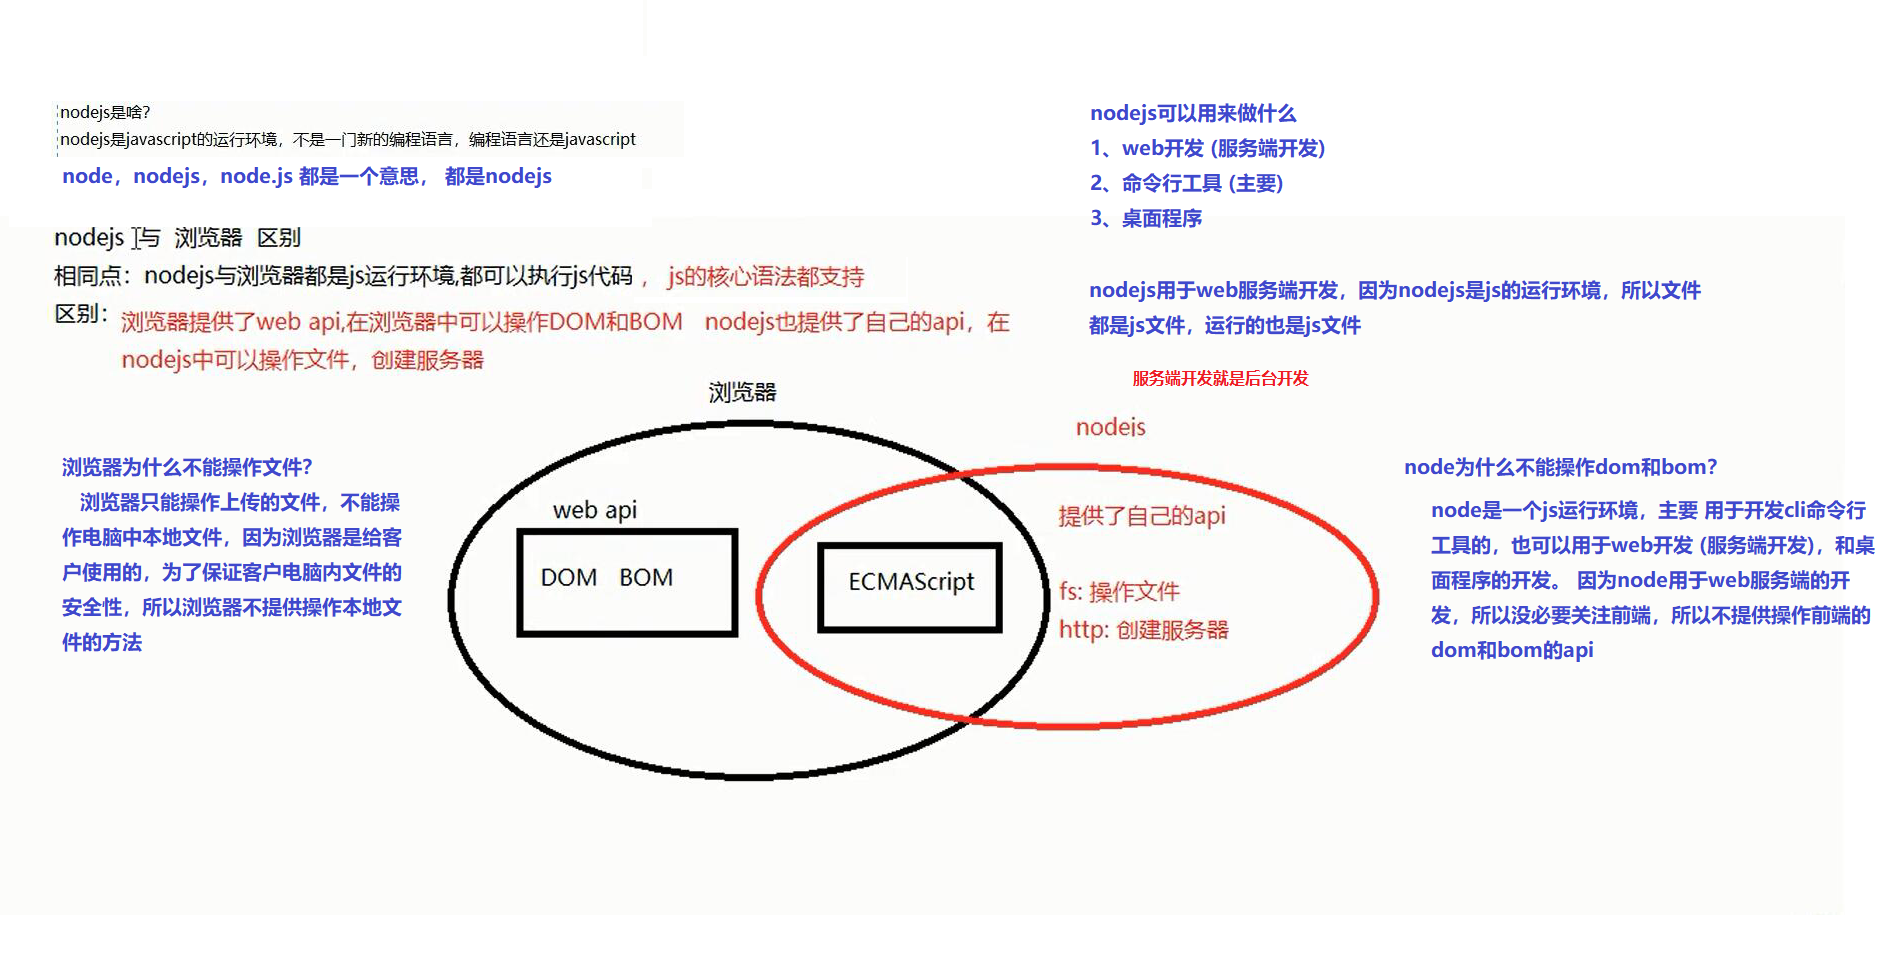 nodejs是啥？
nodejs是javascript的运行环境，不是一门新的编程语言，编程语言还是javascript
node，nodejs，node.js 都是一个意思， 都是nodejs
nodejs 与 浏览器 区别
相同点：nodejs与浏览器都是js运行环境,都可以执行js代码 ， js的核心语法都支持
区别：
浏览器提供了web api,在浏览器中可以操作DOM和BOM nodejs也提供了自己的api，在
nodejs中可以操作文件，创建服务器
nodejs可以用来做什么
1、web开发 (服务端开发)
2、命令行工具 (主要)
3、桌面程序
nodejs用于web服务端开发，因为nodejs是js的运行环境，所以文件
都是js文件，运行的也是js文件
服务端开发就是后台开发
浏览器为什么不能操作文件？
浏览器只能操作上传的文件，不能操
作电脑中本地文件，因为浏览器是给客
户使用的，为了保证客户电脑内文件的
安全性，所以浏览器不提供操作本地文
件的方法
浏览器
web api
DOM BOM
ECMAScript
nodejs
提供了自己的api
fs: 操作文件
http: 创建服务器
node为什么不能操作dom和bom？
node是一个js运行环境，主要 用于开发cli命令行
工具的，也可以用于web开发 (服务端开发)，和桌
面程序的开发。 因为node用于web服务端的开
发，所以没必要关注前端，所以不提供操作前端的
dom和bom的api